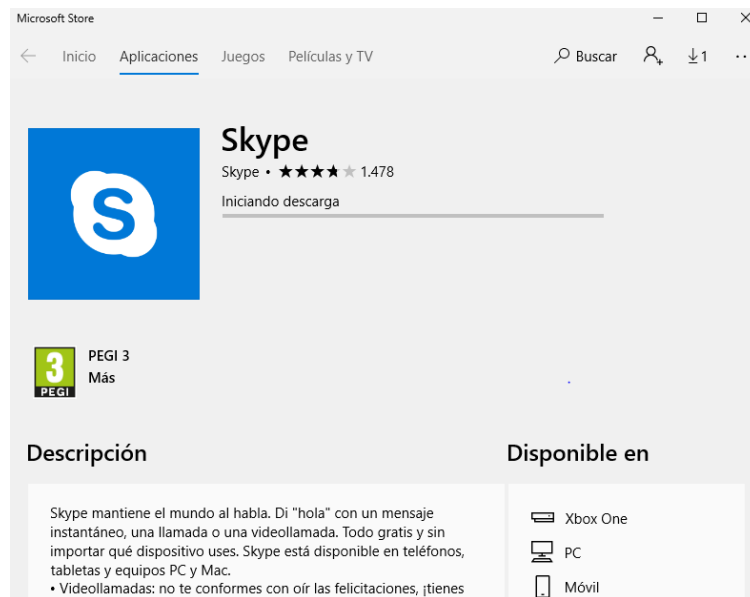 Microsoft Store
Inicio Aplicaciones Juegos Películas y TV Buscar 1
Skype
Skype • 1.478
Iniciando descarga
S
3
PEGI
PEGI 3
Más
Descripción
Disponible en
Skype mantiene el mundo al habla. Di "hola" con un mensaje
instantáneo, una llamada o una videollamada. Todo gratis y sin
importar qué dispositivo uses. Skype está disponible en teléfonos,
tabletas y equipos PC y Mac.
• Videollamadas: no te conformes con oír las felicitaciones, ¡tienes
Xbox One
PC
Móvil